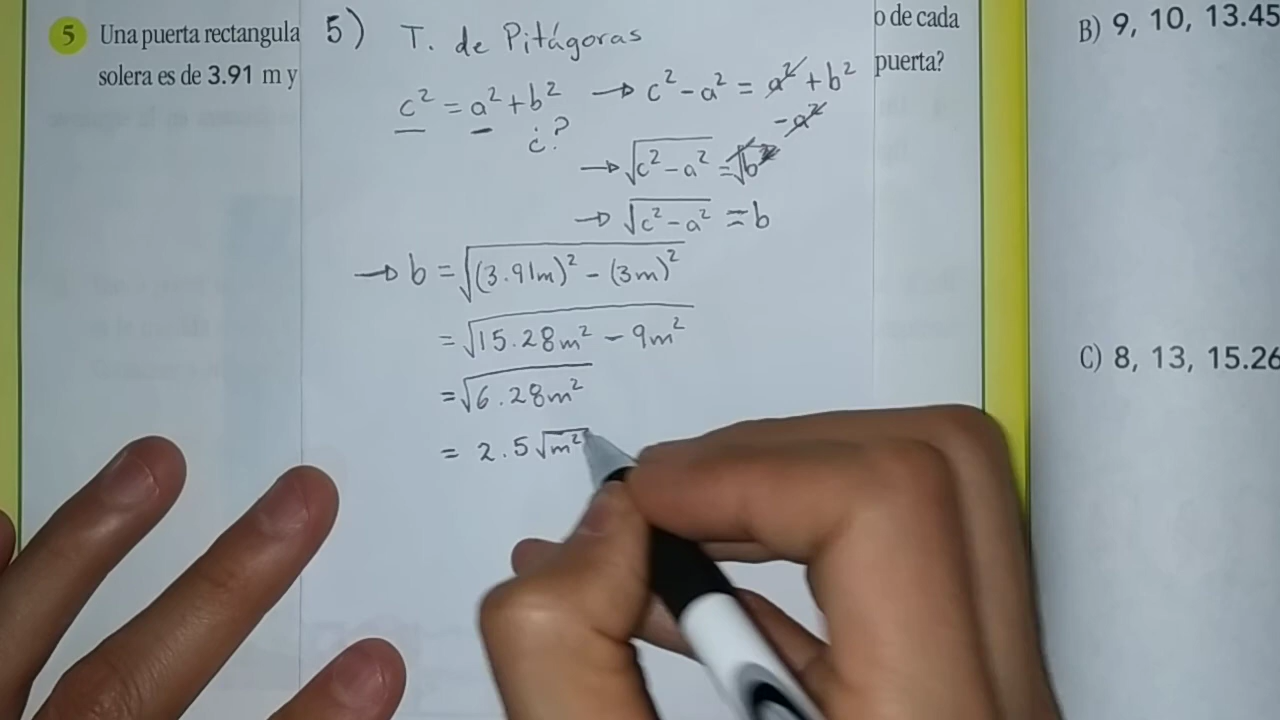 5 Una puerta rectangula
solera es de 3.91 m y
5) T. de Pitágoras
c² = a² + b² → c² - a² = a² + b²
- a²
¿?
→ √c² - a² = √b²
→ √c² - a² = b
→ b = √(3.91m)² - (3m)²
= √15.28m² - 9m²
= √6.28m²
= 2.5 √m²
o de cada
puerta?
B) 9, 10, 13.45
C) 8, 13, 15.26